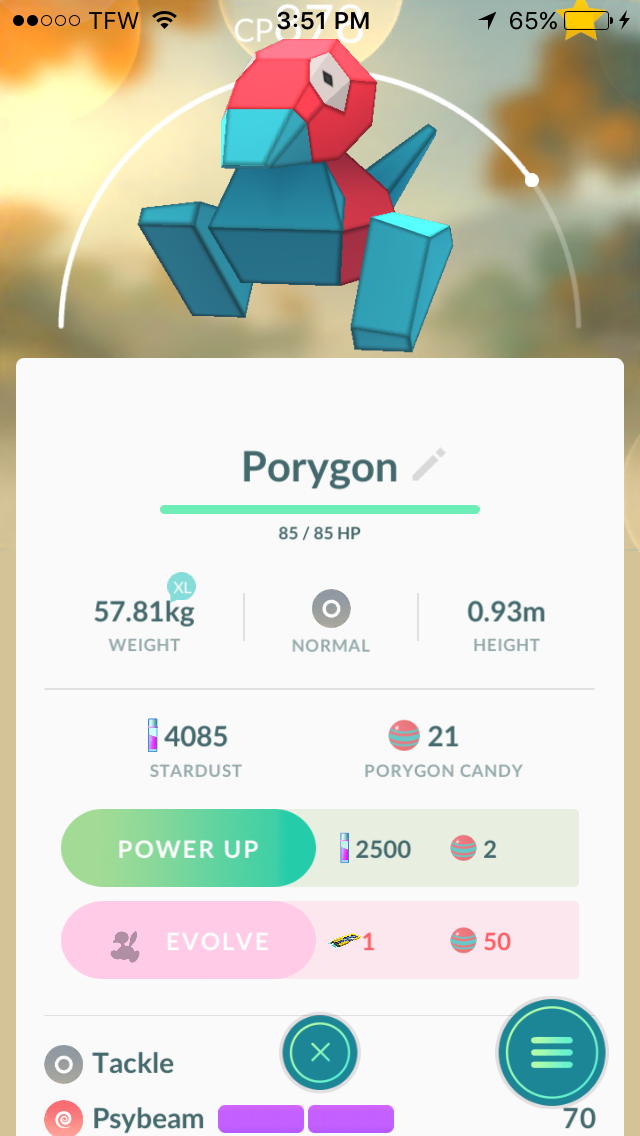 TFW 3:51 PM 65%
CP 878
Porygon
85 / 85 HP
XL
57.81kg 0.93m
WEIGHT NORMAL HEIGHT
4085 21
STARDUST PORYGON CANDY
POWER UP 2500 2
EVOLVE 1 50
Tackle
Psybeam 70